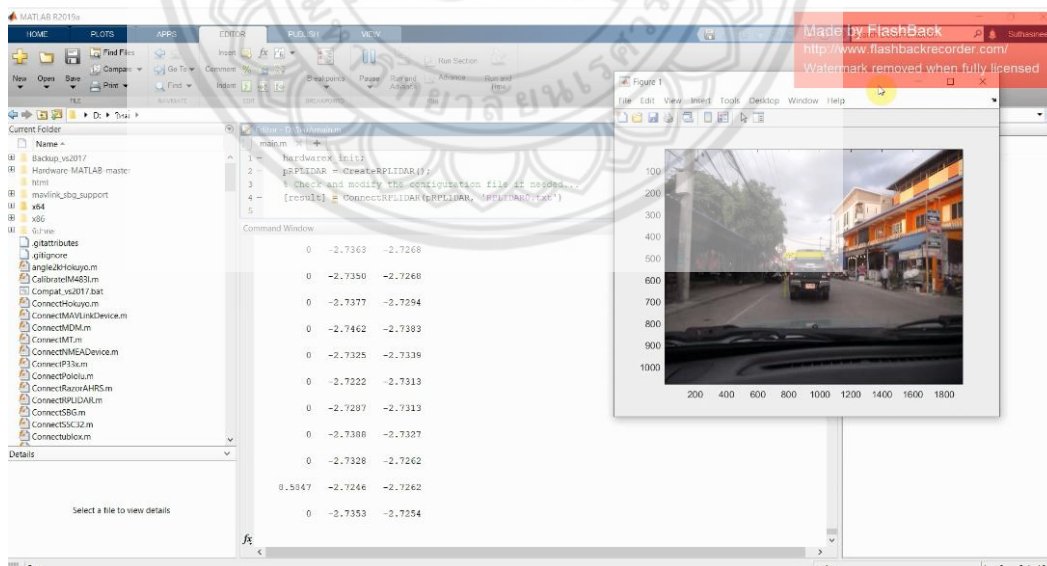 MATLAB R2019a
HOME PLOTS APPS EDITOR PUBLISH VIEW
Made by FlashBack
http://www.flashbackrecorder.com/
Watermark removed when fully licensed
New Open Save Find Files Compare Print Go To Find Insert Comment Indent Breakpoints Pause Run and Advance Run Section Advance Run and
FILE NAVIGATE EDIT BREAKPOINTS RUN
D:
Current Folder
Name
Backup_vs2017
Hardware-MATLAB-master
html
mavlink_sbg_support
x64
x86
.gitattributes
.gitignore
angle2kHokuyo.m
CalibrateIM483I.m
Compat_vs2017.bat
ConnectHokuyo.m
ConnectMAVLinkDevice.m
ConnectMDM.m
ConnectMT.m
ConnectNMEADevice.m
ConnectP33x.m
ConnectPololu.m
ConnectRazorAHRS.m
ConnectRPLIDAR.m
ConnectSBG.m
ConnectSSC32.m
Connectublox.m
Details
Select a file to view details
main.m
1 hardwarex_init;
2 pRPLIDAR = CreateRPLIDAR();
3 % Check and modify the configuration file if needed...
4 [result] = ConnectRPLIDAR(pRPLIDAR, 'RPLIDAR0.txt')
5
Command Window
0 -2.7363 -2.7268
0 -2.7350 -2.7268
0 -2.7377 -2.7294
0 -2.7462 -2.7383
0 -2.7325 -2.7339
0 -2.7222 -2.7313
0 -2.7287 -2.7313
0 -2.7388 -2.7327
0 -2.7328 -2.7262
0.5847 -2.7246 -2.7262
0 -2.7353 -2.7254
fx
Figure 1
File Edit View Insert Tools Desktop Window Help
100
200
300
400
500
600
700
800
900
1000
200 400 600 800 1000 1200 1400 1600 1800